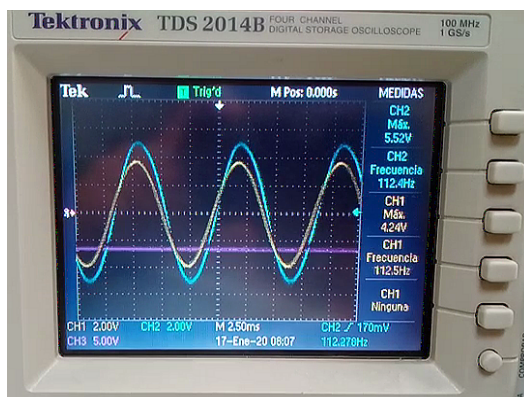 Tektronix TDS 2014B FOUR CHANNEL
DIGITAL STORAGE OSCILLOSCOPE
100 MHz
1 GS/s
Tek Trig'd M Pos: 0.000s MEDIDAS
CH2
Máx.
5.52V
CH2
Frecuencia
112.4Hz
CH1
Máx.
4.24V
CH1
Frecuencia
112.5Hz
CH1
Ninguna
CH1 2.00V CH2 2.00V M 2.50ms CH2 170mV
CH3 5.00V 17-Ene-20 08:07 112.278Hz